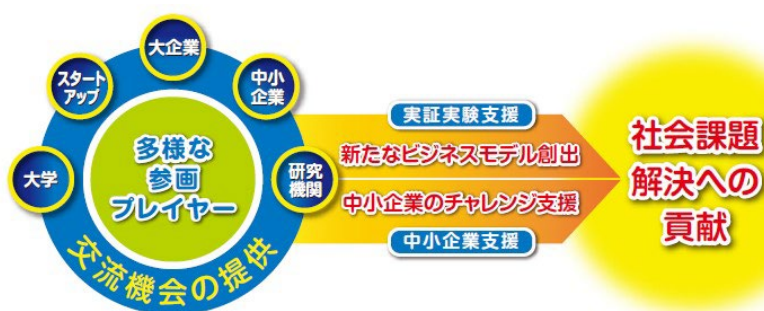 大企業
スタート
アップ
中小
企業
大学
研究
機関
多様な
参画
プレイヤー
交流機会の提供
実証実験支援
新たなビジネスモデル創出
中小企業のチャレンジ支援
中小企業支援
社会課題
解決への
貢献